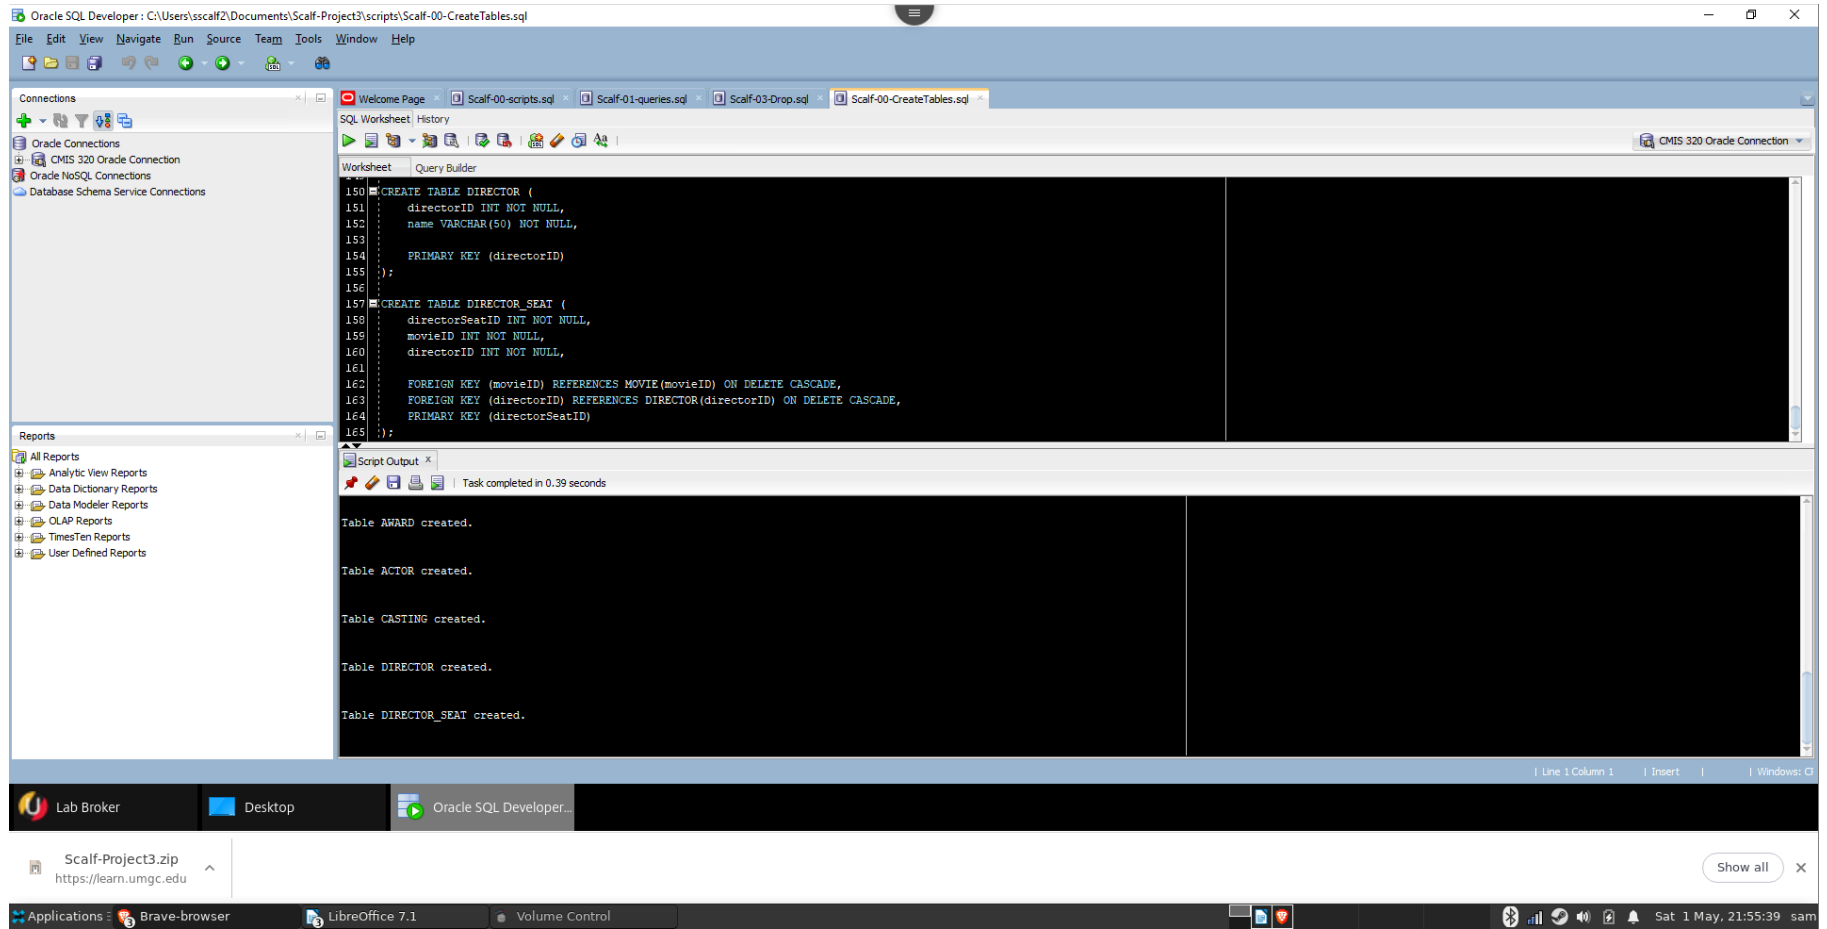 Oracle SQL Developer : C:\Users\sscalf2\Documents\Scalf-Project3\scripts\Scalf-00-CreateTables.sql
File Edit View Navigate Run Source Team Tools Window Help
Connections
Oracle Connections
CMIS 320 Oracle Connection
Oracle NoSQL Connections
Database Schema Service Connections
Reports
All Reports
Analytic View Reports
Data Dictionary Reports
Data Modeler Reports
OLAP Reports
TimesTen Reports
User Defined Reports
Welcome Page Scalf-00-scripts.sql Scalf-01-queries.sql Scalf-03-Drop.sql Scalf-00-CreateTables.sql
SQL Worksheet History
CMIS 320 Oracle Connection
Worksheet Query Builder
150 CREATE TABLE DIRECTOR (
151 directorID INT NOT NULL,
152 name VARCHAR(50) NOT NULL,
153
154 PRIMARY KEY (directorID)
155 );
156
157 CREATE TABLE DIRECTOR_SEAT (
158 directorSeatID INT NOT NULL,
159 movieID INT NOT NULL,
160 directorID INT NOT NULL,
161
162 FOREIGN KEY (movieID) REFERENCES MOVIE(movieID) ON DELETE CASCADE,
163 FOREIGN KEY (directorID) REFERENCES DIRECTOR(directorID) ON DELETE CASCADE,
164 PRIMARY KEY (directorSeatID)
165 );
Script Output
Task completed in 0.39 seconds
Table AWARD created.
Table ACTOR created.
Table CASTING created.
Table DIRECTOR created.
Table DIRECTOR_SEAT created.
Line 1 Column 1 Insert Windows:
Lab Broker Desktop Oracle SQL Developer...
Scalf-Project3.zip
https://learn.umgc.edu
Show all
Applications Brave-browser LibreOffice 7.1 Volume Control Sat 1 May, 21:55:39 sam